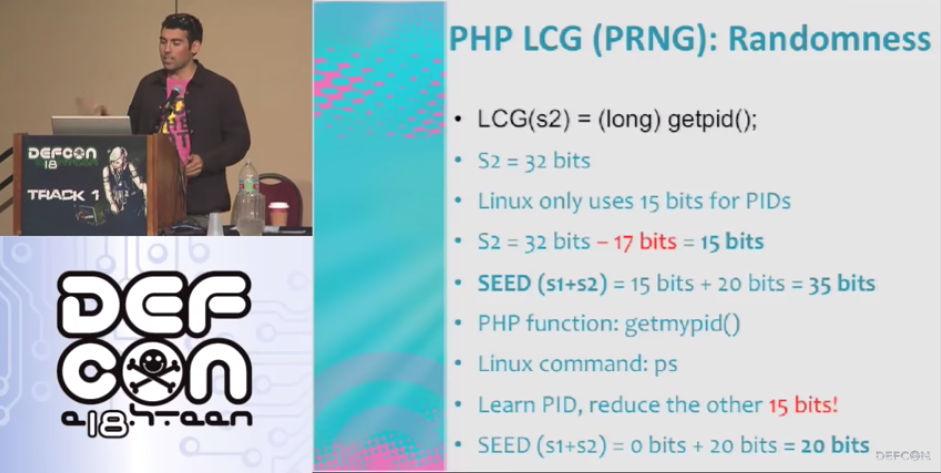 DEFCON
18
TRACK 1
DEF
CON
PHP LCG (PRNG): Randomness
• LCG(s2) = (long) getpid();
• S2 = 32 bits
• Linux only uses 15 bits for PIDs
• S2 = 32 bits – 17 bits = 15 bits
• SEED (s1+s2) = 15 bits + 20 bits = 35 bits
• PHP function: getmypid()
• Linux command: ps
• Learn PID, reduce the other 15 bits!
• SEED (s1+s2) = 0 bits + 20 bits = 20 bits
DEFCON